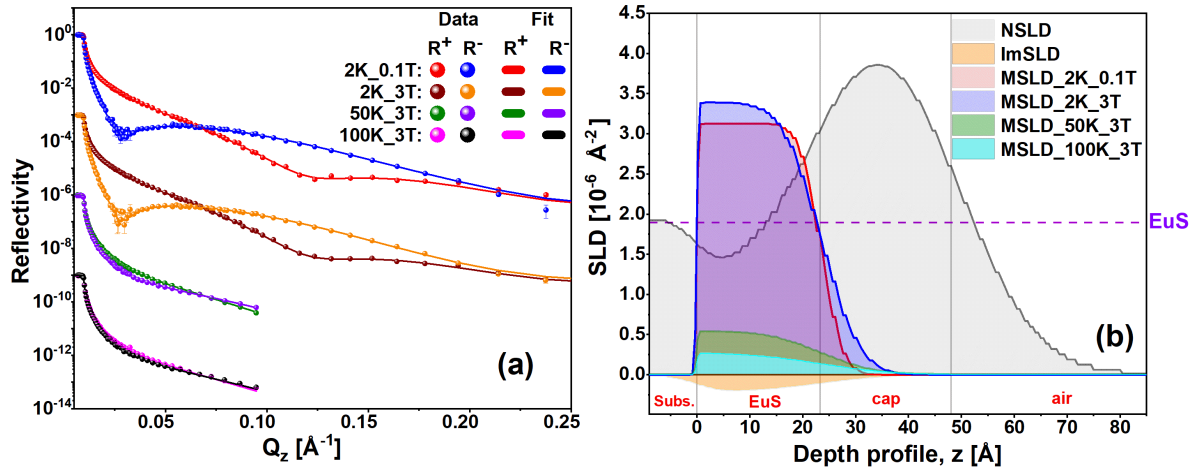 Data Fit
R+ R- R+ R-
2K_0.1T:
2K_3T:
50K_3T:
100K_3T:
10^0
10^-2
10^-4
10^-6
10^-8
10^-10
10^-12
10^-14
Reflectivity
(a)
0.05 0.10 0.15 0.20 0.25
Q_z [Å^-1]
4.5
4.0
3.5
3.0
2.5
2.0
1.5
1.0
0.5
0.0
SLD [10^-6 Å^-2]
NSLD
ImSLD
MSLD_2K_0.1T
MSLD_2K_3T
MSLD_50K_3T
MSLD_100K_3T
EuS
(b)
Subs. EuS cap air
0 10 20 30 40 50 60 70 80
Depth profile, z [Å]